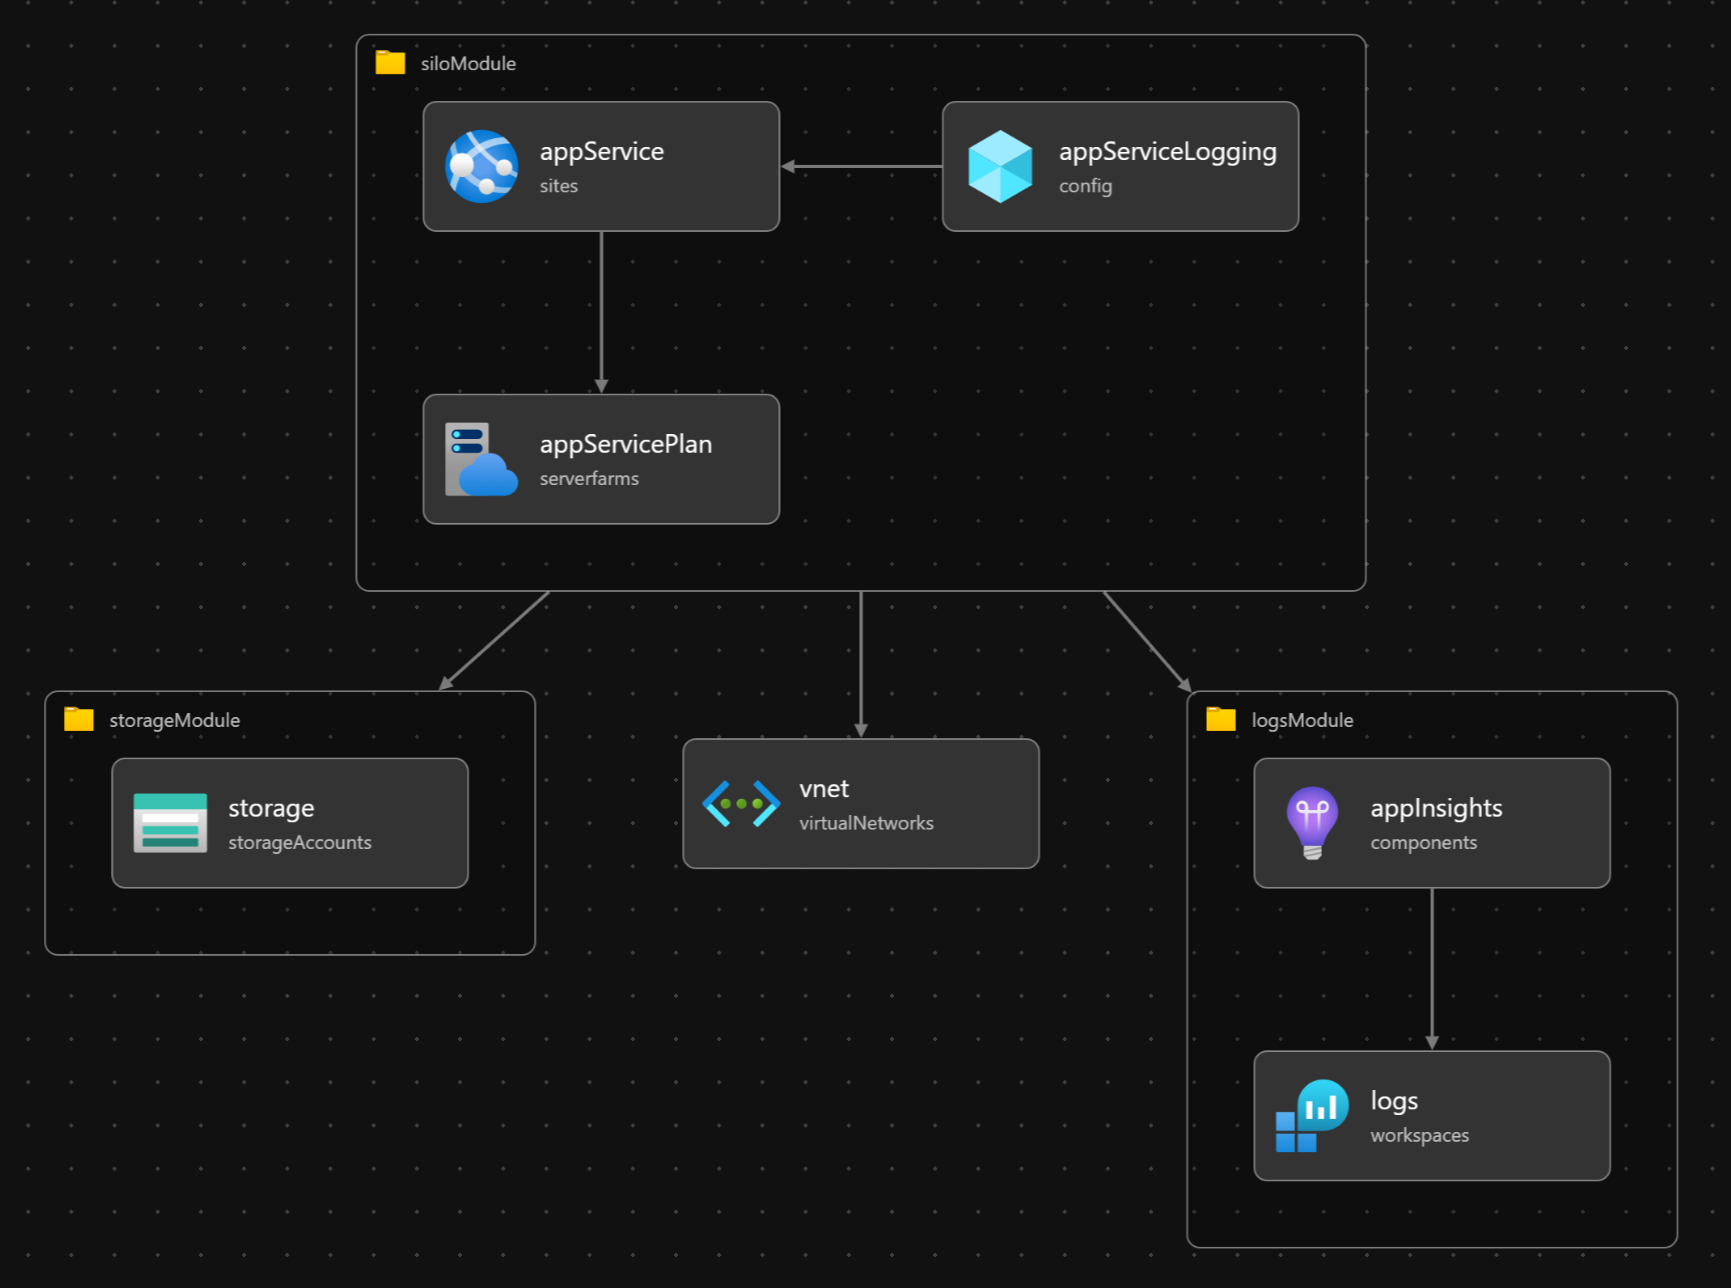 siloModule
appService
sites
appServiceLogging
config
appServicePlan
serverfarms
storageModule
storage
storageAccounts
vnet
virtualNetworks
logsModule
appInsights
components
logs
workspaces